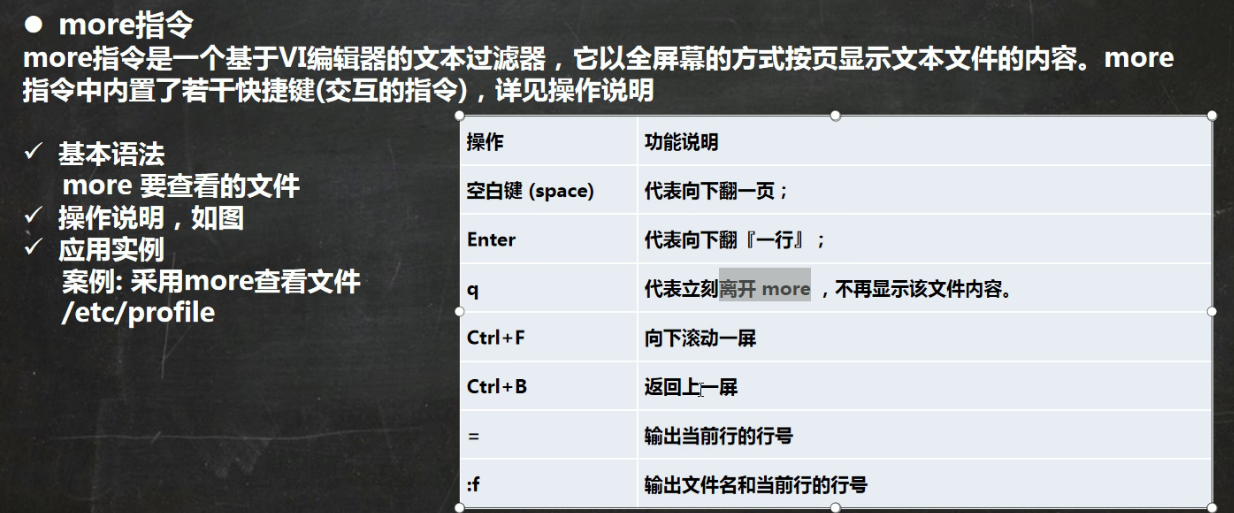 ● more指令
more指令是一个基于VI编辑器的文本过滤器，它以全屏幕的方式按页显示文本文件的内容。more
指令中内置了若干快捷键(交互的指令)，详见操作说明
✓ 基本语法
more 要查看的文件
✓ 操作说明，如图
✓ 应用实例
案例: 采用more查看文件
/etc/profile
操作 功能说明
空白键 (space) 代表向下翻一页；
Enter 代表向下翻『一行』；
q 代表立刻离开 more ，不再显示该文件内容。
Ctrl+F 向下滚动一屏
Ctrl+B 返回上一屏
= 输出当前行的行号
:f 输出文件名和当前行的行号